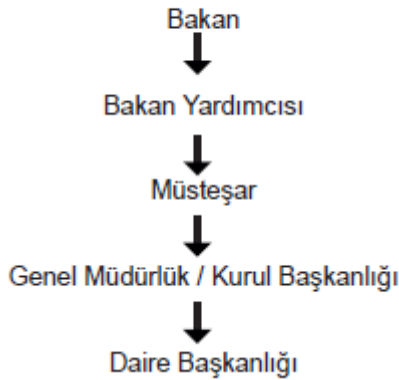 Bakan
Bakan Yardımcısı
Müsteşar
Genel Müdürlük / Kurul Başkanlığı
Daire Başkanlığı